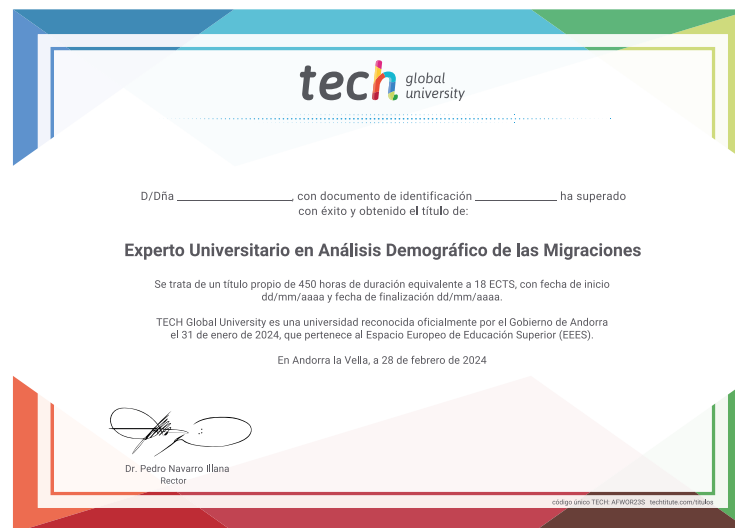 tech global university
D/Dña ____________________, con documento de identificación ______________ ha superado
con éxito y obtenido el título de:
Experto Universitario en Análisis Demográfico de las Migraciones
Se trata de un título propio de 450 horas de duración equivalente a 18 ECTS, con fecha de inicio
dd/mm/aaaa y fecha de finalización dd/mm/aaaa.
TECH Global University es una universidad reconocida oficialmente por el Gobierno de Andorra
el 31 de enero de 2024, que pertenece al Espacio Europeo de Educación Superior (EEES).
En Andorra la Vella, a 28 de febrero de 2024
Dr. Pedro Navarro Illana
Rector
código único TECH: AFWOR23S techtitute.com/titulos